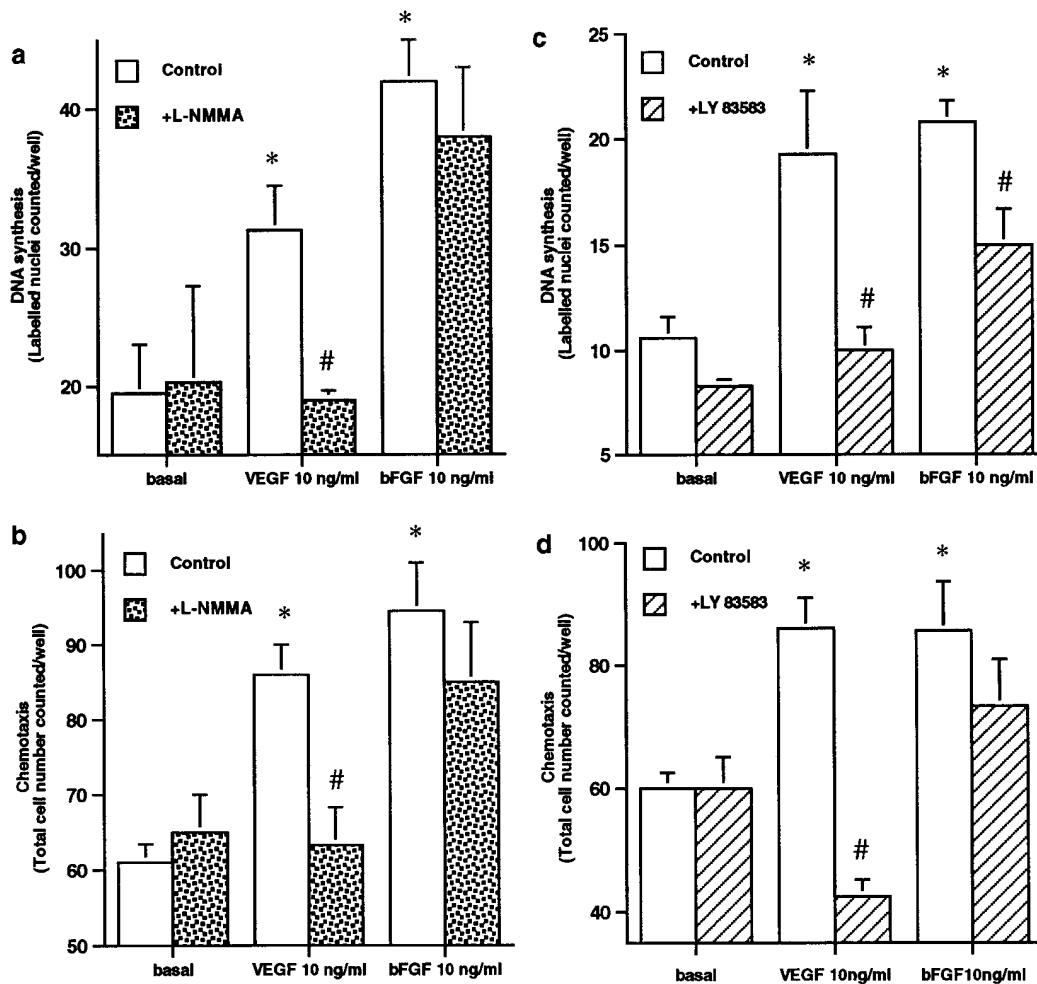 a
Control
+L-NMMA
DNA synthesis
(Labelled nuclei counted/well)
40
30
20
*
#
*
basal
VEGF 10 ng/ml
bFGF 10 ng/ml
c
Control
+LY 83583
DNA synthesis
(Labelled nuclei counted/well)
25
20
15
10
5
*
#
*
#
basal
VEGF 10 ng/ml
bFGF 10 ng/ml
b
Control
+L-NMMA
Chemotaxis
(Total cell number counted/well)
100
90
80
70
60
50
*
#
*
basal
VEGF 10 ng/ml
bFGF 10 ng/ml
d
Control
+LY 83583
Chemotaxis
(Total cell number counted/well)
100
80
60
40
*
#
*
basal
VEGF 10ng/ml
bFGF10ng/ml